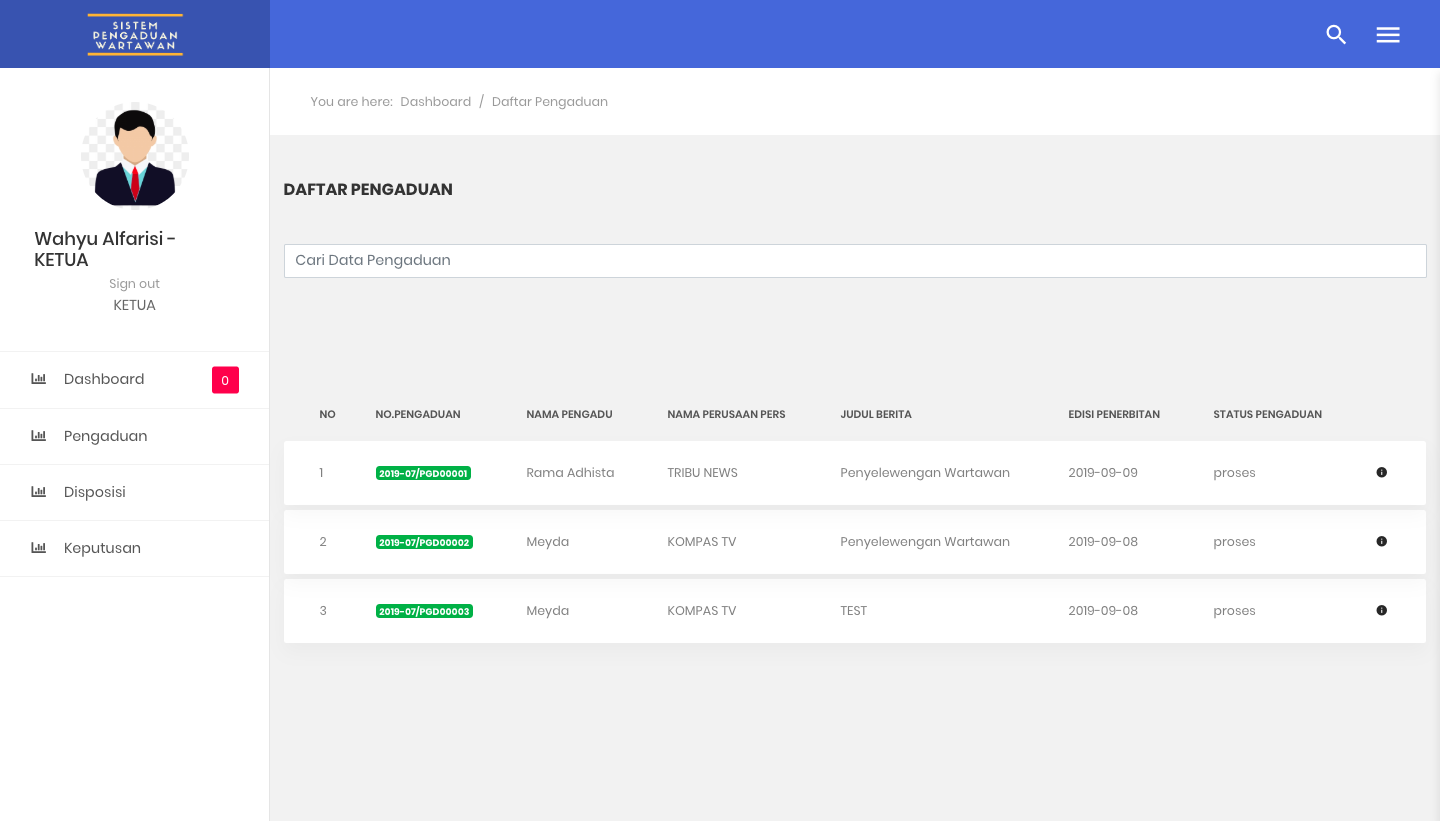 SISTEM
PENGADUAN
WARTAWAN
You are here: Dashboard / Daftar Pengaduan
Wahyu Alfarisi -
KETUA
Sign out
KETUA
Dashboard 0
Pengaduan
Disposisi
Keputusan
DAFTAR PENGADUAN
Cari Data Pengaduan
NO NO.PENGADUAN NAMA PENGADU NAMA PERUSAAN PERS JUDUL BERITA EDISI PENERBITAN STATUS PENGADUAN
1 2019-07/PGD00001 Rama Adhista TRIBU NEWS Penyelewengan Wartawan 2019-09-09 proses
2 2019-07/PGD00002 Meyda KOMPAS TV Penyelewengan Wartawan 2019-09-08 proses
3 2019-07/PGD00003 Meyda KOMPAS TV TEST 2019-09-08 proses